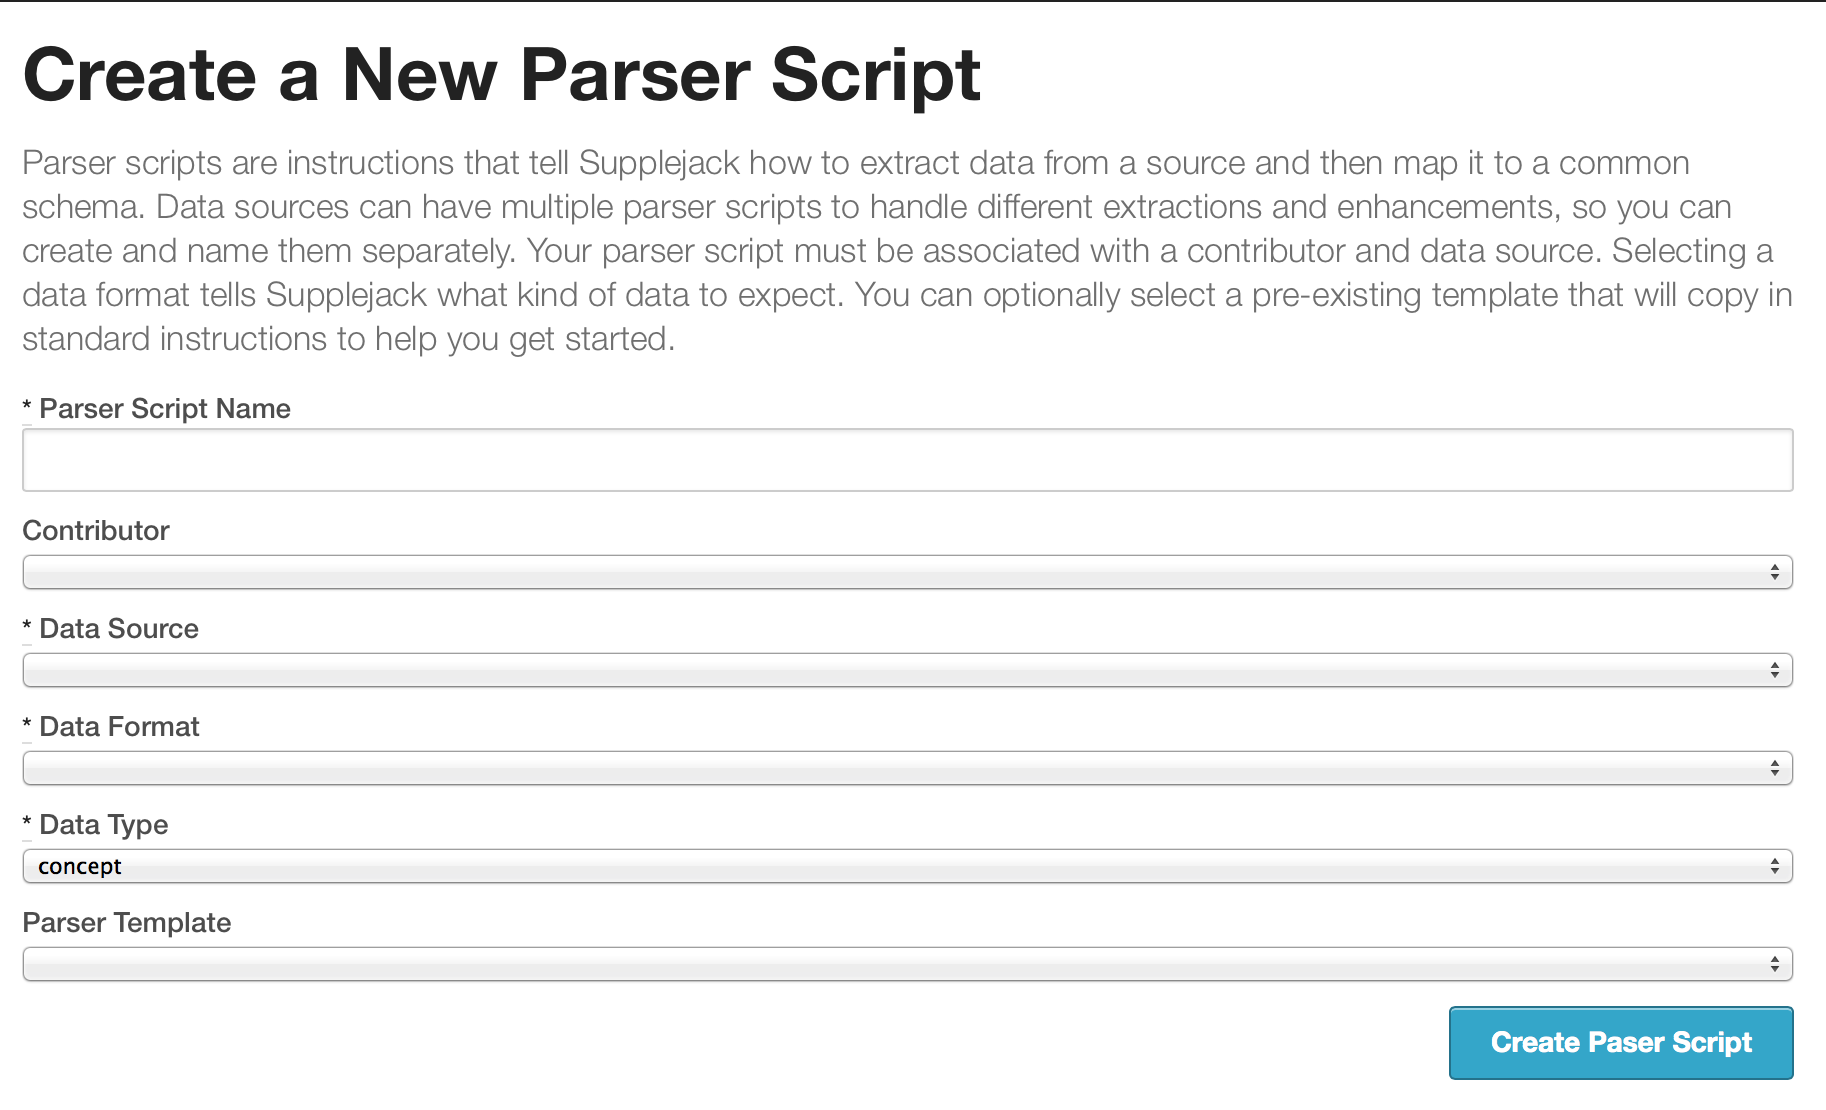 Create a New Parser Script
Parser scripts are instructions that tell Supplejack how to extract data from a source and then map it to a common
schema. Data sources can have multiple parser scripts to handle different extractions and enhancements, so you can
create and name them separately. Your parser script must be associated with a contributor and data source. Selecting a
data format tells Supplejack what kind of data to expect. You can optionally select a pre-existing template that will copy in
standard instructions to help you get started.
* Parser Script Name
Contributor
* Data Source
* Data Format
* Data Type
concept
Parser Template
Create Paser Script